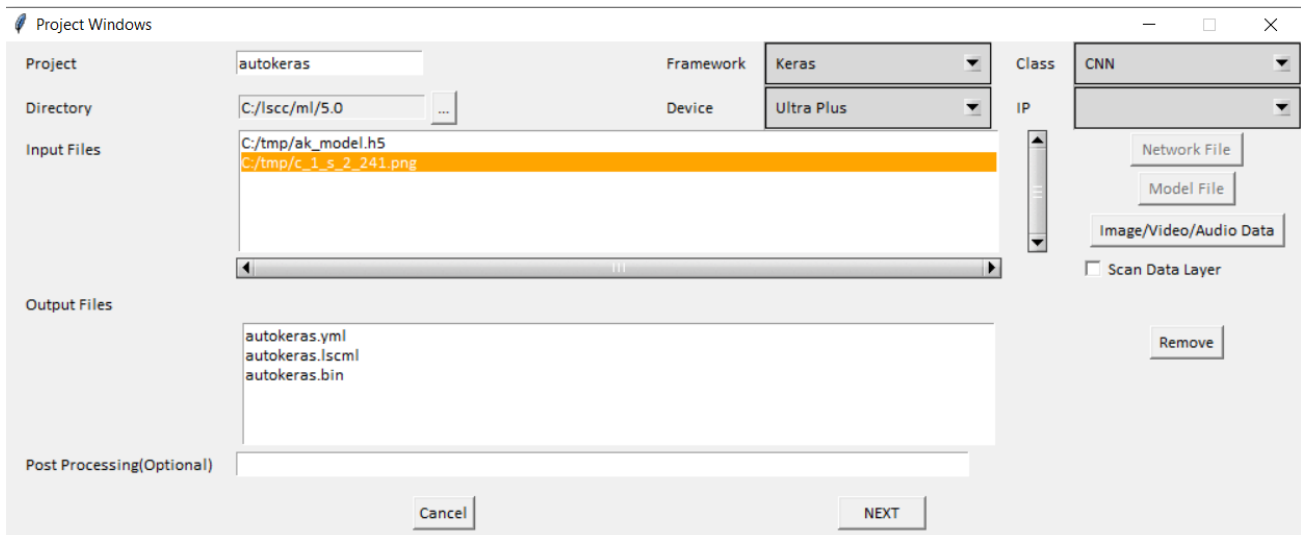 Project Windows
Project autokeras Framework Keras Class CNN
Directory C:/lscc/ml/5.0 ... Device Ultra Plus IP
Input Files C:/tmp/ak_model.h5
C:/tmp/c_1_s_2_241.png
Network File
Model File
Image/Video/Audio Data
Scan Data Layer
Output Files
autokeras.yml
autokeras.lscml
autokeras.bin
Remove
Post Processing(Optional)
Cancel NEXT